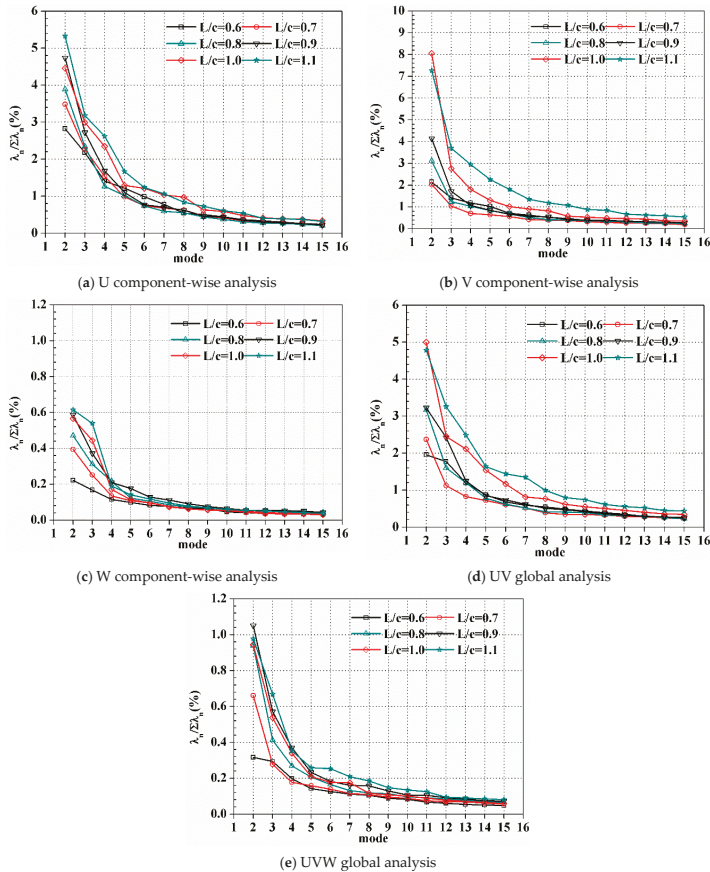 L/c=0.6 L/c=0.7
L/c=0.8 L/c=0.9
L/c=1.0 L/c=1.1
λn/Σλn(%)
6
5
4
3
2
1
0
1 2 3 4 5 6 7 8 9 10 11 12 13 14 15 16
mode
(a) U component-wise analysis
L/c=0.6 L/c=0.7
L/c=0.8 L/c=0.9
L/c=1.0 L/c=1.1
λn/Σλn(%)
10
9
8
7
6
5
4
3
2
1
0
1 2 3 4 5 6 7 8 9 10 11 12 13 14 15 16
mode
(b) V component-wise analysis
L/c=0.6 L/c=0.7
L/c=0.8 L/c=0.9
L/c=1.0 L/c=1.1
λn/Σλn(%)
1.2
1.0
0.8
0.6
0.4
0.2
0.0
1 2 3 4 5 6 7 8 9 10 11 12 13 14 15 16
mode
(c) W component-wise analysis
L/c=0.6 L/c=0.7
L/c=0.8 L/c=0.9
L/c=1.0 L/c=1.1
λn/Σλn(%)
6
5
4
3
2
1
0
1 2 3 4 5 6 7 8 9 10 11 12 13 14 15 16
mode
(d) UV global analysis
L/c=0.6 L/c=0.7
L/c=0.8 L/c=0.9
L/c=1.0 L/c=1.1
λn/Σλn(%)
1.2
1.0
0.8
0.6
0.4
0.2
0.0
1 2 3 4 5 6 7 8 9 10 11 12 13 14 15 16
mode
(e) UVW global analysis